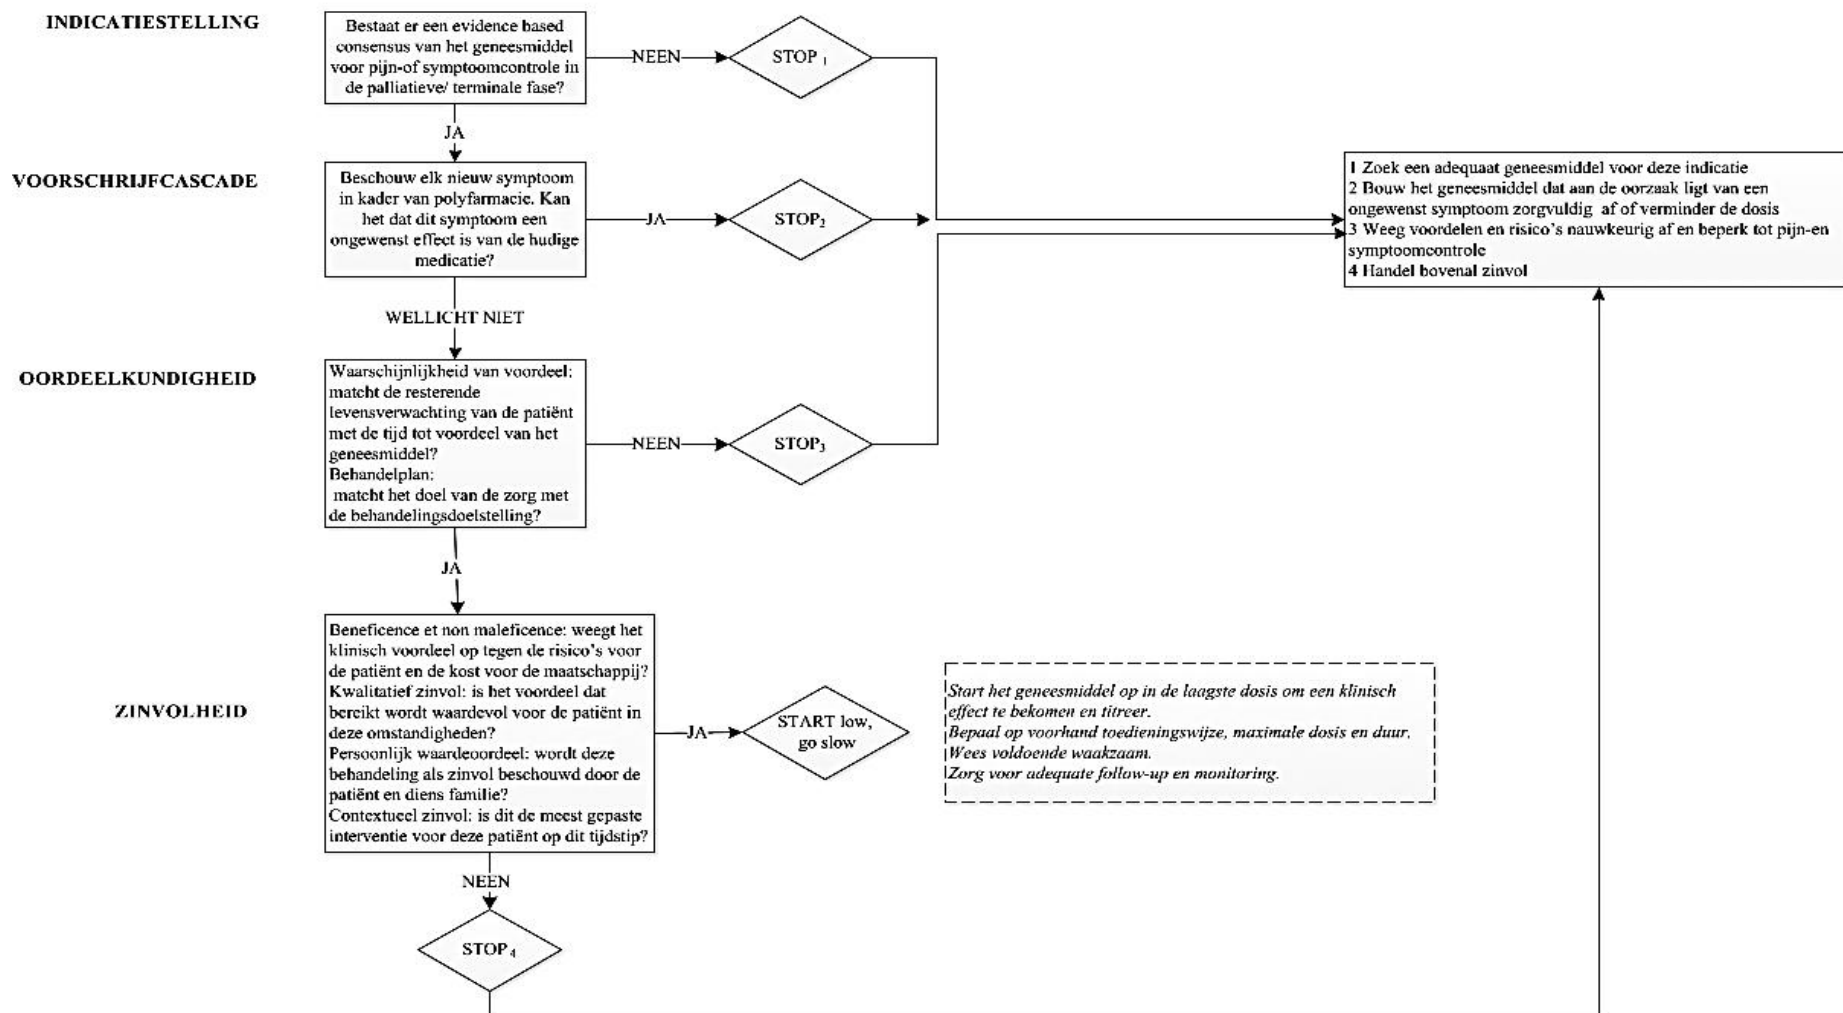 INDICATIESTELLING
Bestaat er een evidence based
consensus van het geneesmiddel
voor pijn-of symptoomcontrole in
de palliatieve/ terminale fase?
NEEN
STOP 1
JA
VOORSCHRIJFCASCADE
Beschouw elk nieuw symptoom
in kader van polyfarmacie. Kan
het dat dit symptoom een
ongewenst effect is van de hudige
medicatie?
JA
STOP2
1 Zoek een adequaat geneesmiddel voor deze indicatie
2 Bouw het geneesmiddel dat aan de oorzaak ligt van een
ongewenst symptoom zorgvuldig af of verminder de dosis
3 Weeg voordelen en risico's nauwkeurig af en beperk tot pijn-en
symptoomcontrole
4 Handel bovenal zinvol
WELLICHT NIET
OORDEELKUNDIGHEID
Waarschijnlijkheid van voordeel:
matcht de resterende
levensverwachting van de patiënt
met de tijd tot voordeel van het
geneesmiddel?
Behandelplan:
matcht het doel van de zorg met
de behandelingsdoelstelling?
NEEN
STOP3
JA
ZINVOLHEID
Beneficence et non maleficence: weegt het
klinisch voordeel op tegen de risico's voor
de patiënt en de kost voor de maatschappij?
Kwalitatief zinvol: is het voordeel dat
bereikt wordt waardevol voor de patiënt in
deze omstandigheden?
Persoonlijk waardeoordeel: wordt deze
behandeling als zinvol beschouwd door de
patiënt en diens familie?
Contextueel zinvol: is dit de meest gepaste
interventie voor deze patiënt op dit tijdstip?
JA
START low,
go slow
Start het geneesmiddel op in de laagste dosis om een klinisch
effect te bekomen en titreer.
Bepaal op voorhand toedieningswijze, maximale dosis en duur.
Wees voldoende waakzaam.
Zorg voor adequate follow-up en monitoring.
NEEN
STOP 4